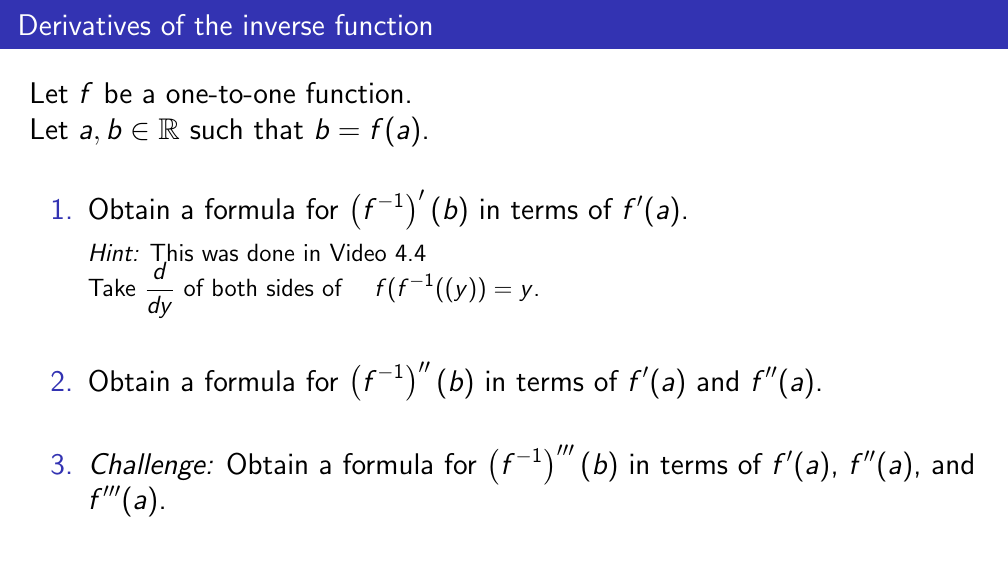 Derivatives of the inverse function
Let f be a one-to-one function.
Let a, b ∈ ℝ such that b = f(a).
1. Obtain a formula for (f⁻¹)′ (b) in terms of f′(a).
Hint: This was done in Video 4.4
Take d/dy of both sides of f(f⁻¹((y)) = y.
2. Obtain a formula for (f⁻¹)″ (b) in terms of f′(a) and f″(a).
3. Challenge: Obtain a formula for (f⁻¹)‴ (b) in terms of f′(a), f″(a), and
f‴(a).